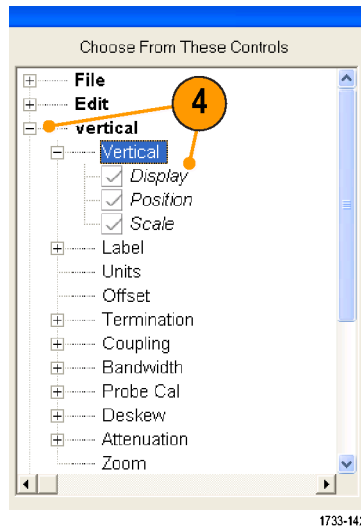 Choose From These Controls
File
Edit
vertical
4
Vertical
Display
Position
Scale
Label
Units
Offset
Termination
Coupling
Bandwidth
Probe Cal
Deskew
Attenuation
Zoom